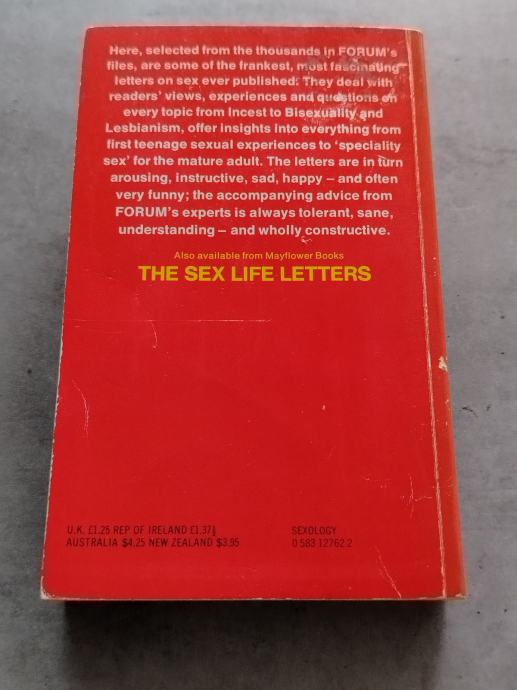 Here, selected from the thousands in FORUM's
files, are some of the frankest, most fascinating
letters on sex ever published. They deal with
readers' views, experiences and questions on
every topic from Incest to Bisexuality and
Lesbianism, offer insights into everything from
first teenage sexual experiences to 'speciality
sex' for the mature adult. The letters are in turn
arousing, instructive, sad, happy – and often
very funny; the accompanying advice from
FORUM's experts is always tolerant, sane,
understanding – and wholly constructive.
Also available from Mayflower Books
THE SEX LIFE LETTERS
U.K. £1.25 REP OF IRELAND £1.37½
AUSTRALIA $4.25 NEW ZEALAND $3.95
SEXOLOGY
0 583 12762 2